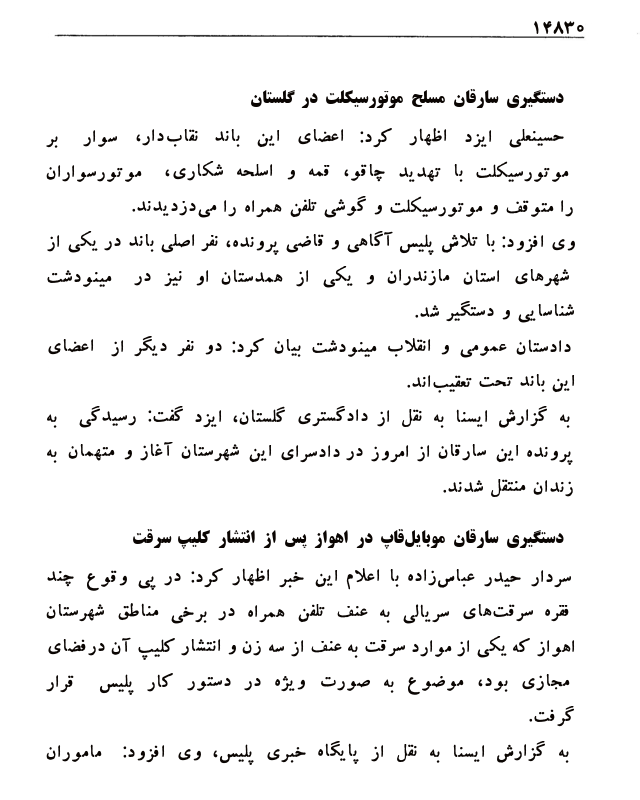 ۱۴۸۳۰
دستگیری سارقان مسلح موتورسیکلت در گلستان
حسینعلی ایزد اظهار کرد: اعضای این باند نقاب‌دار، سوار بر
موتورسیکلت با تهدید چاقو، قمه و اسلحه شکاری، موتورسواران
را متوقف و موتورسیکلت و گوشی تلفن همراه را می‌دزدیدند.
وی افزود: با تلاش پلیس آگاهی و قاضی پرونده، نفر اصلی باند در یکی از
شهرهای استان مازندران و یکی از همدستان او نیز در مینودشت
شناسایی و دستگیر شد.
دادستان عمومی و انقلاب مینودشت بیان کرد: دو نفر دیگر از اعضای
این باند تحت تعقیب‌اند.
به گزارش ایسنا به نقل از دادگستری گلستان، ایزد گفت: رسیدگی به
پرونده این سارقان از امروز در دادسرای این شهرستان آغاز و متهمان به
زندان منتقل شدند.
دستگیری سارقان موبایل‌قاپ در اهواز پس از انتشار کلیپ سرقت
سردار حیدر عباس‌زاده با اعلام این خبر اظهار کرد: در پی وقوع چند
فقره سرقت‌های سریالی به عنف تلفن همراه در برخی مناطق شهرستان
اهواز که یکی از موارد سرقت به عنف از سه زن و انتشار کلیپ آن در فضای
مجازی بود، موضوع به صورت ویژه در دستور کار پلیس قرار
گرفت.
به گزارش ایسنا به نقل از پایگاه خبری پلیس، وی افزود: ماموران